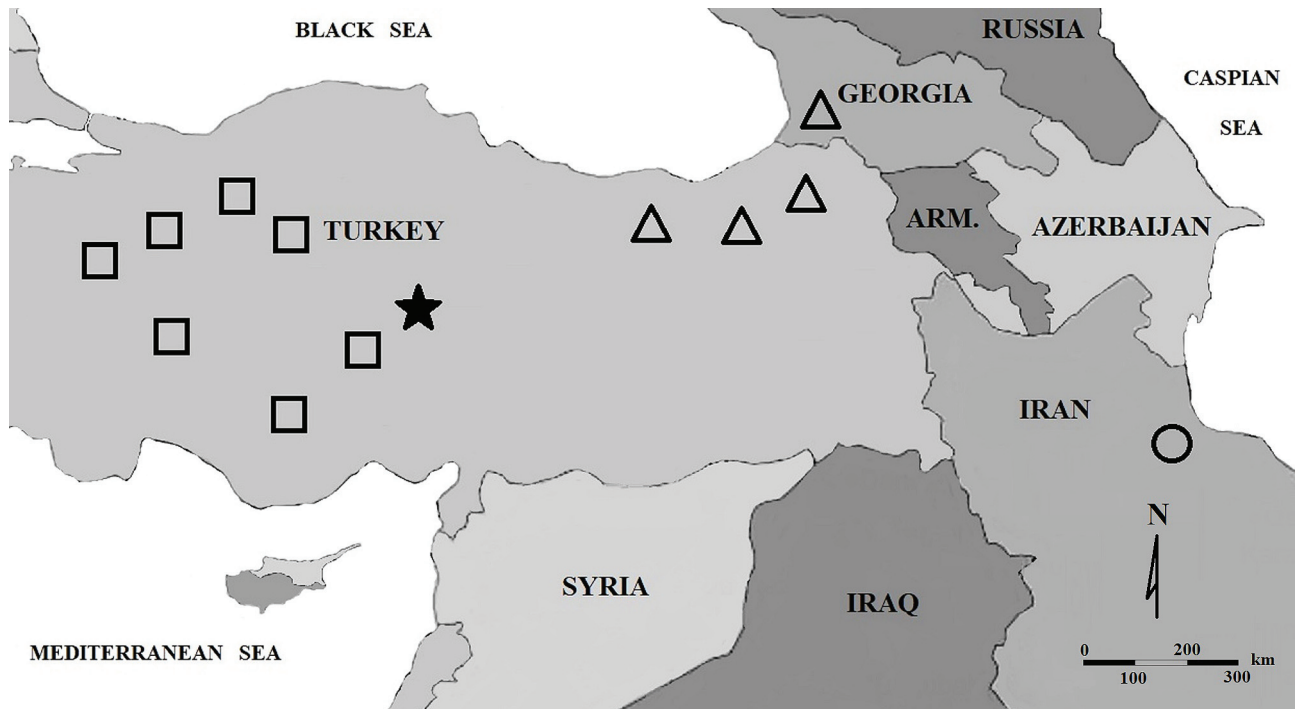 BLACK SEA
RUSSIA
CASPIAN
SEA
GEORGIA
TURKEY
ARM.
AZERBAIJAN
IRAN
N
SYRIA
IRAQ
MEDITERRANEAN SEA
0 200
km
100 300